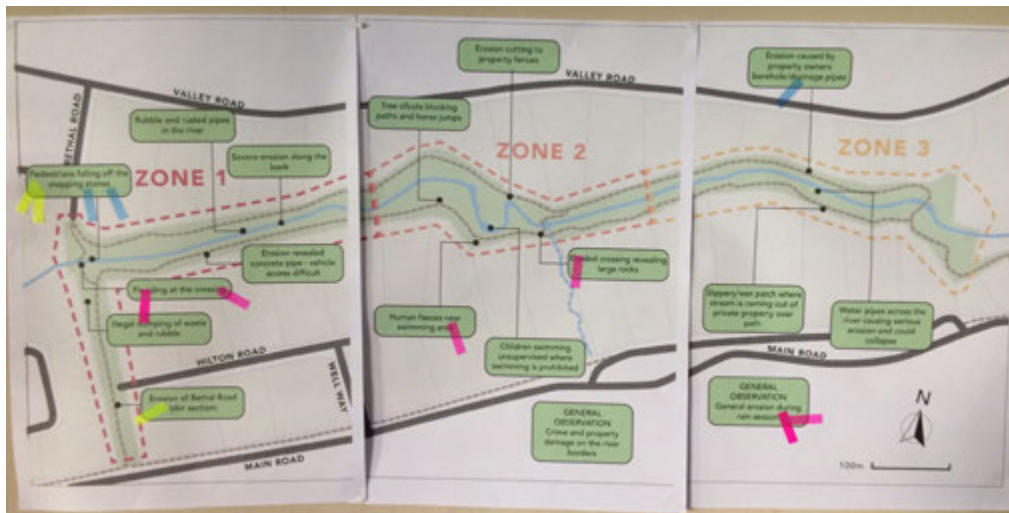 VALLEY ROAD
BETHAL ROAD
Rubble and rusted pipes
in the river
Severe erosion along the
bank
Pedestrians falling off the
stepping stones
ZONE 1
Erosion revealed
concrete pipe - vehicle
access difficult
Flooding at the crossing
Illegal dumping of waste
and rubble
HILTON ROAD
WELL WAY
Erosion of Bethal Road
(dirt section)
MAIN ROAD
Erosion cutting to
property fences
VALLEY ROAD
Tree offcuts blocking
paths and horse jumps
ZONE 2
crossing revealing
large rocks
Human faeces near
swimming area
Children swimming
unsupervised where
swimming is prohibited
GENERAL
OBSERVATION
Crime and property
damage on the river
borders
Erosion caused by
property owners
borehole/drainage pipes
ZONE 3
Slippery/wet patch where
stream is coming out of
private property over
path
Water pipes across the
river causing serious
erosion and could
collapse
MAIN ROAD
GENERAL
OBSERVATION
General erosion during
rain season
N
120m